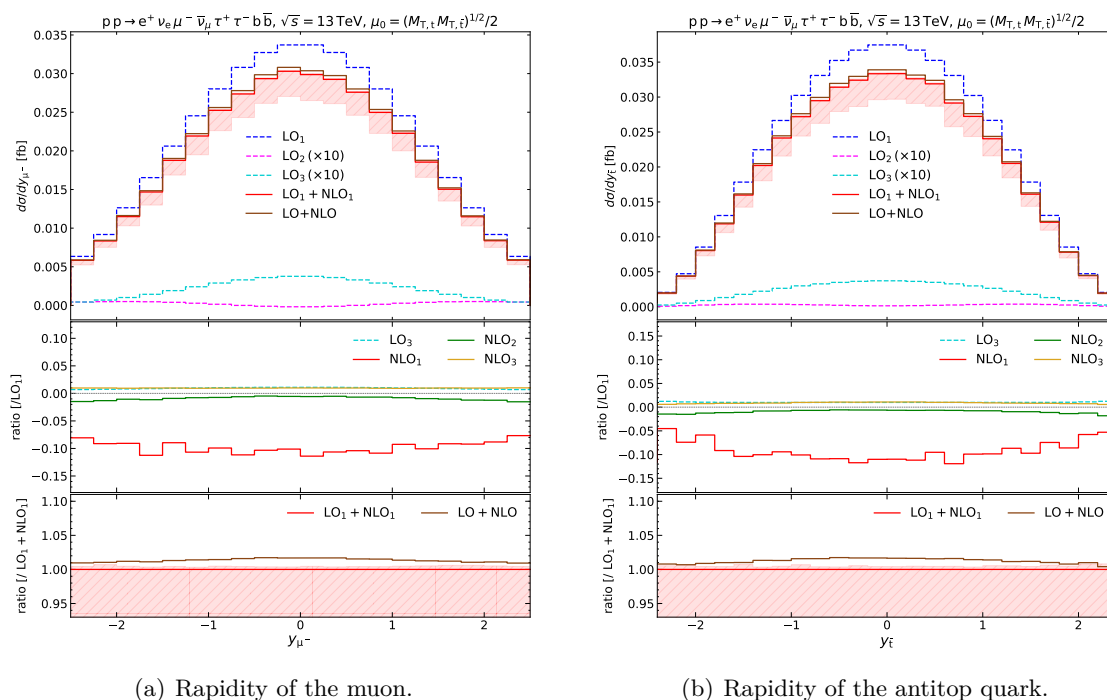 p p → e⁺ νₑ μ⁻ ν̄_μ τ⁺ τ⁻ b b̄, √s = 13 TeV, μ₀ = (M_T,t M_T,t̄)^1/2/2
0.035
0.030
0.025
0.020
0.015
0.010
0.005
0.000
dσ/dy_μ⁻ [fb]
LO₁
LO₂ (×10)
LO₃ (×10)
LO₁ + NLO₁
LO+NLO
0.10
0.05
0.00
−0.05
−0.10
−0.15
ratio [/LO₁]
LO₃ NLO₂
NLO₁ NLO₃
1.10
1.05
1.00
0.95
ratio [/ LO₁ + NLO₁]
LO₁ + NLO₁ LO + NLO
−2 −1 0 1 2
y_μ⁻
(a) Rapidity of the muon.
p p → e⁺ νₑ μ⁻ ν̄_μ τ⁺ τ⁻ b b̄, √s = 13 TeV, μ₀ = (M_T,t M_T,t̄)^1/2/2
0.035
0.030
0.025
0.020
0.015
0.010
0.005
0.000
dσ/dy_t̄ [fb]
LO₁
LO₂ (×10)
LO₃ (×10)
LO₁ + NLO₁
LO+NLO
0.15
0.10
0.05
0.00
−0.05
−0.10
−0.15
ratio [/LO₁]
LO₃ NLO₂
NLO₁ NLO₃
1.10
1.05
1.00
0.95
ratio [/ LO₁ + NLO₁]
LO₁ + NLO₁ LO + NLO
−2 −1 0 1 2
y_t̄
(b) Rapidity of the antitop quark.